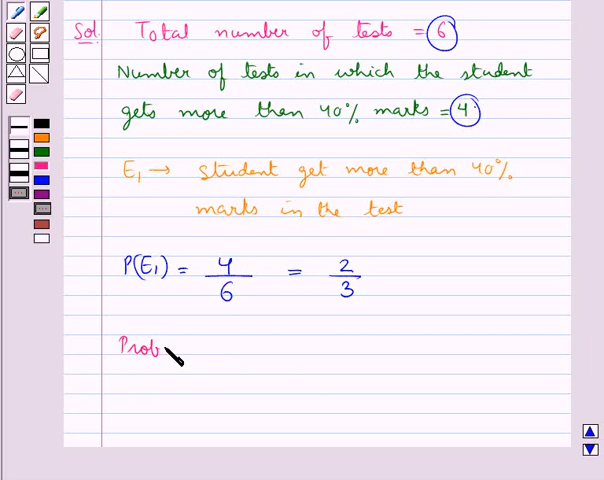 Sol. Total number of tests = 6
Number of tests in which the student
gets more than 40% marks = 4.
E₁ → Student get more than 40%
marks in the test
P(E₁) = 4/6 = 2/3
Prob